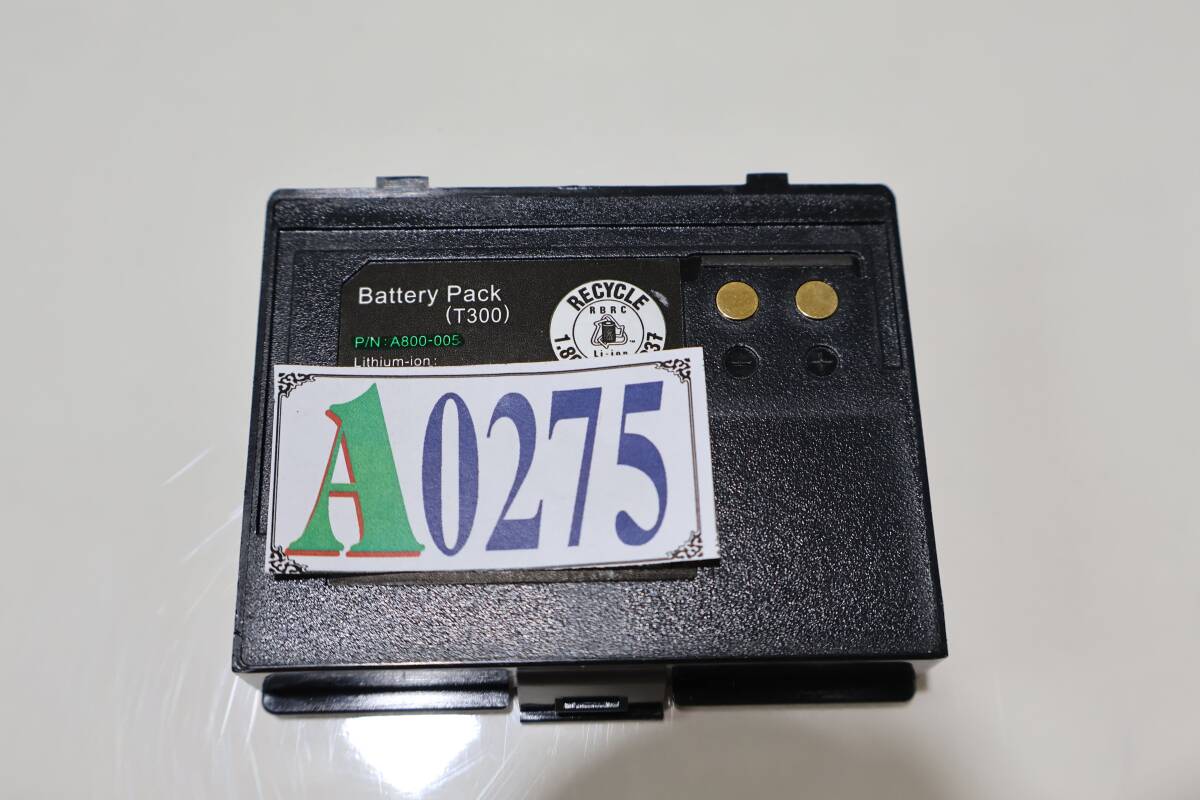 Battery Pack
(T300)
P/N: A800-005
Lithium-ion:
RECYCLE
RBRC
Li-ion
A0275